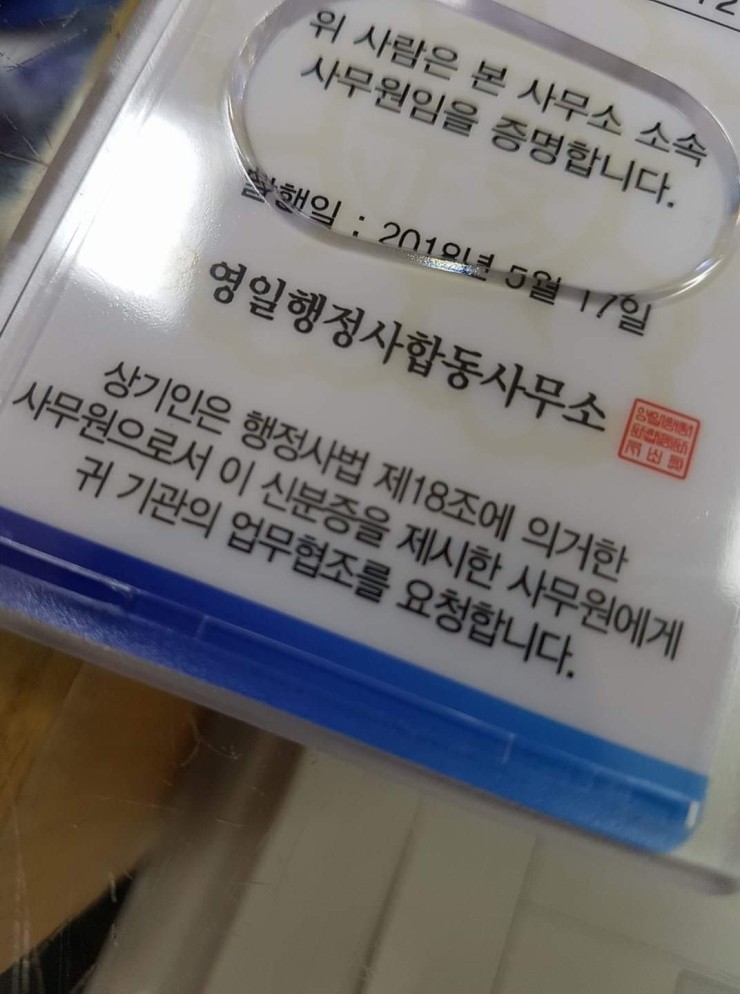 위 사람은 본 사무소 소속
사무원임을 증명합니다.
발행일 : 2018년 5월 17일
영일행정사합동사무소
상기인은 행정사법 제18조에 의거한
사무원으로서 이 신분증을 제시한 사무원에게
귀 기관의 업무협조를 요청합니다.